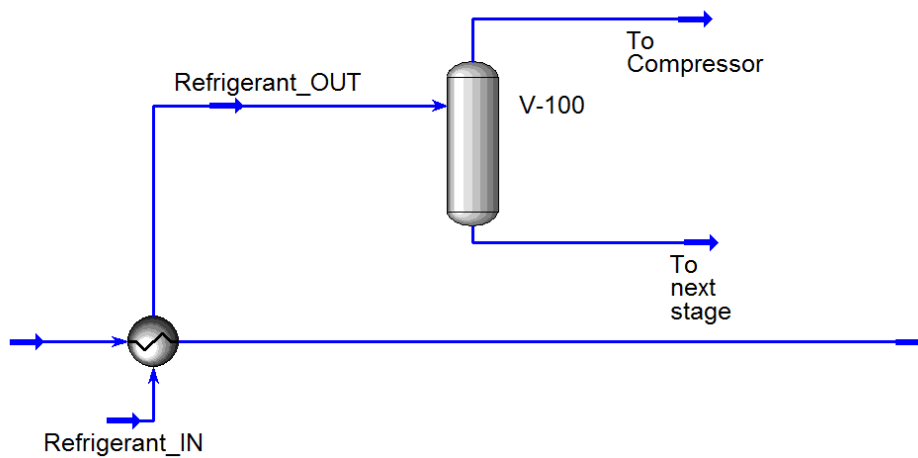 To
Compressor
Refrigerant_OUT
V-100
To
next
stage
Refrigerant_IN